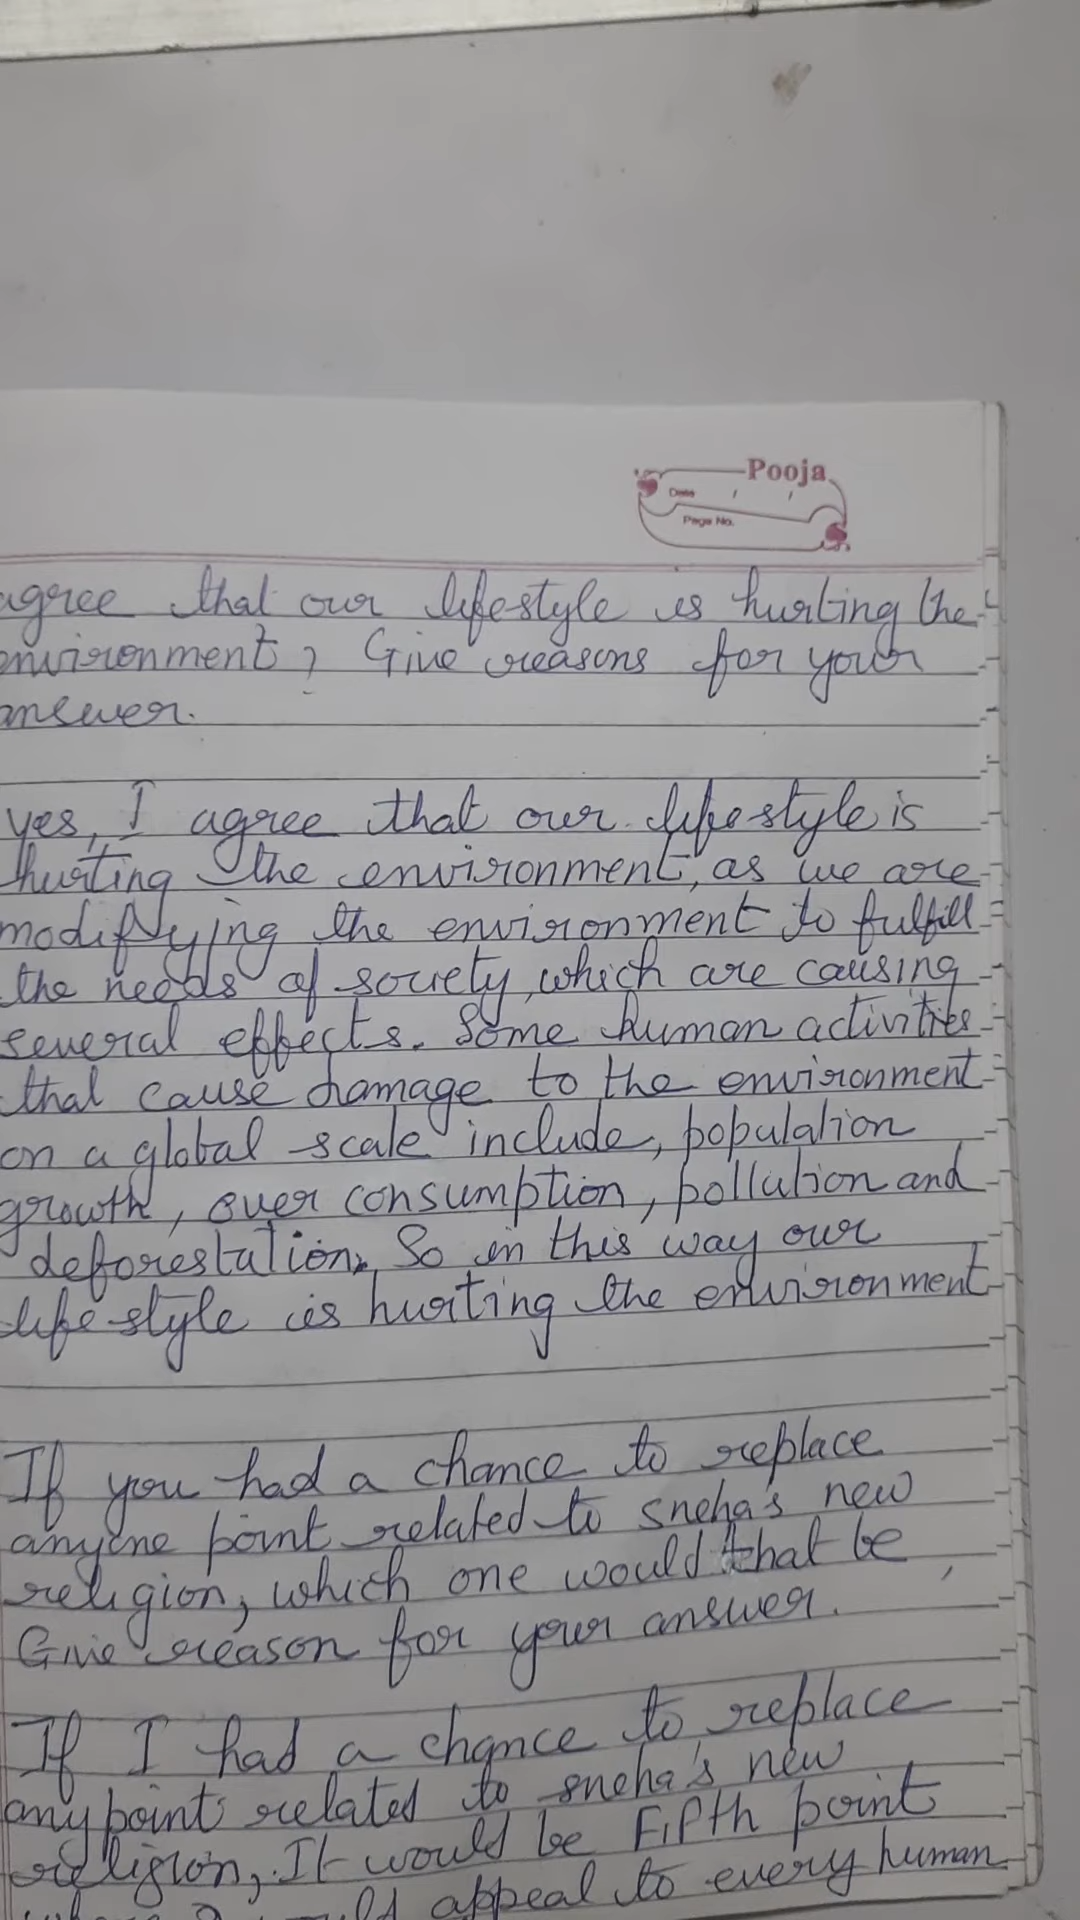 Pooja
Date / /
Page No.
agree that our lifestyle is hurting the
environment? Give reasons for your
answer.
yes, I agree that our lifestyle is
hurting the environment, as we are
modifying the environment to fulfill
the needs of society, which are causing
several effects. Some human activities
that cause damage to the environment
on a global scale include, population
growth, over consumption, pollution and
deforestation. So in this way our
lifestyle is hurting the environment
If you had a chance to replace
anyone point related to sneha's new
religion, which one would that be
Give reason for your answer.
If I had a chance to replace
any point related to sneha's new
religion, It would be Fifth point
appeal to every human